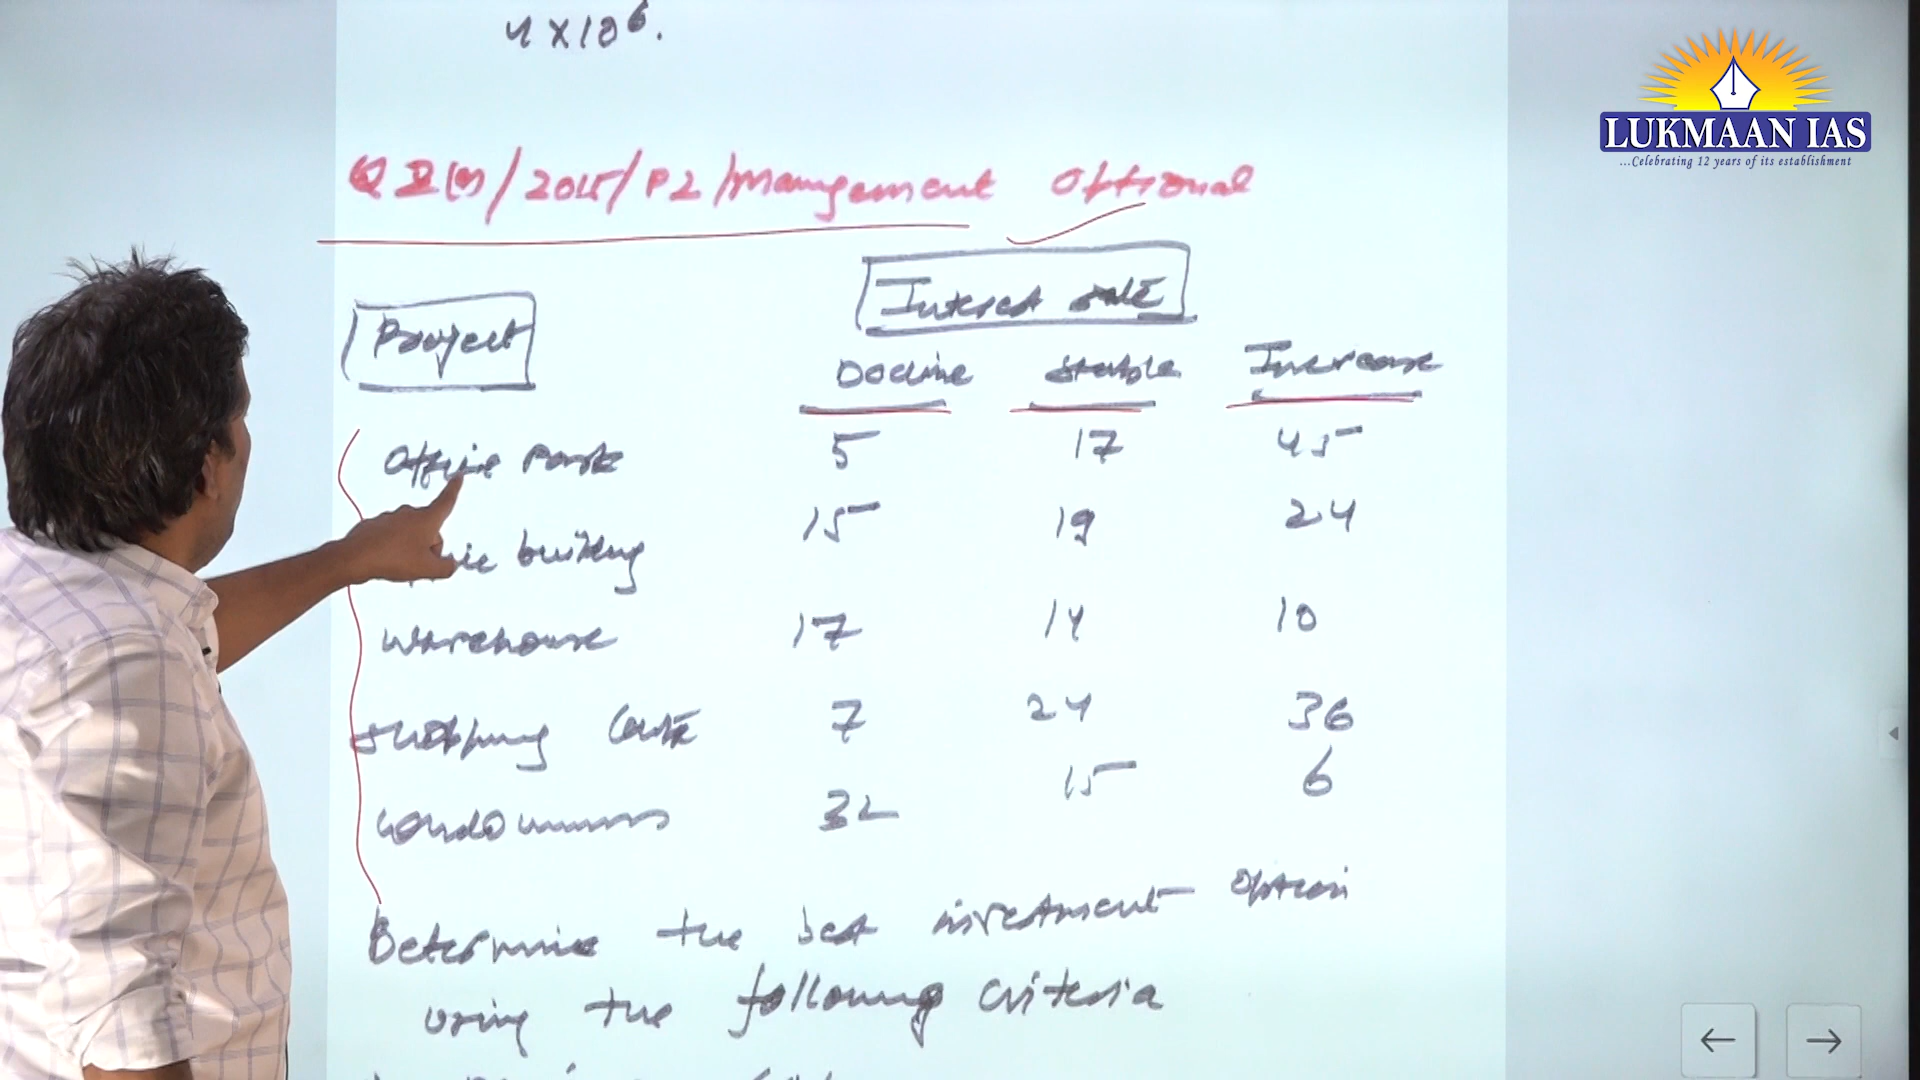 4 x 10⁶.
LUKMAAN IAS
...Celebrating 12 years of its establishment
/2015/P2/Management Optional
Project
Interest rate
Decline Stable Increase
Office Park 5 17 45
building 15 19 24
Warehouse 17 14 10
Shopping Centre 7 24 36
Condominiums 32 15 6
Determine the best investment option
using the following criteria